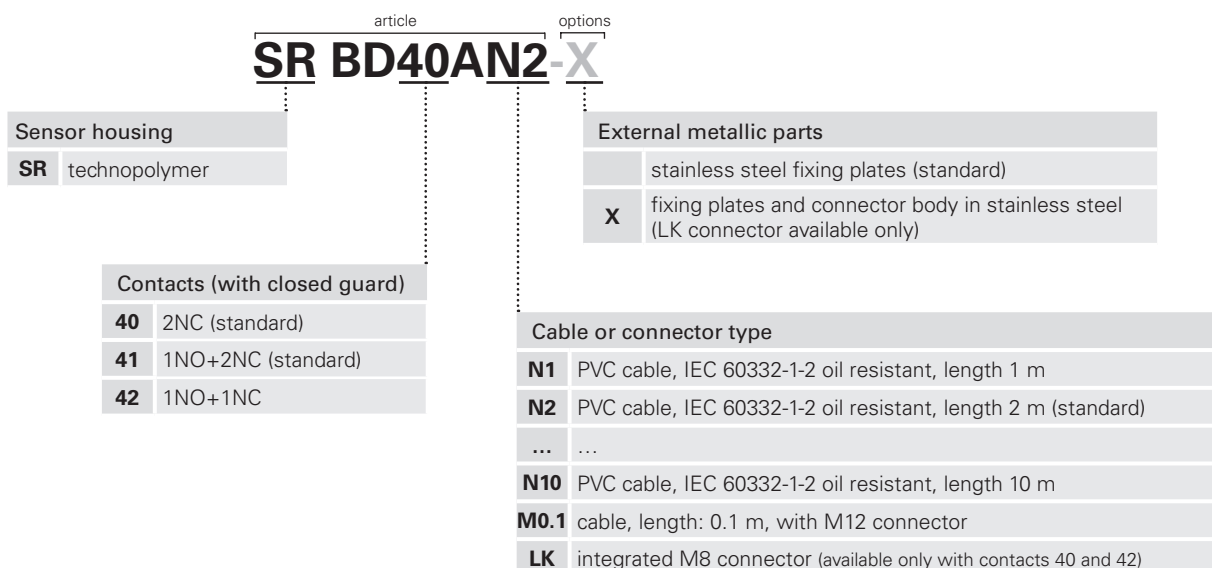 article
options
SR BD40AN2-X
Sensor housing
SR technopolymer
External metallic parts
stainless steel fixing plates (standard)
X fixing plates and connector body in stainless steel
(LK connector available only)
Contacts (with closed guard)
40 2NC (standard)
41 1NO+2NC (standard)
42 1NO+1NC
Cable or connector type
N1 PVC cable, IEC 60332-1-2 oil resistant, length 1 m
N2 PVC cable, IEC 60332-1-2 oil resistant, length 2 m (standard)
... ...
N10 PVC cable, IEC 60332-1-2 oil resistant, length 10 m
M0.1 cable, length: 0.1 m, with M12 connector
LK integrated M8 connector (available only with contacts 40 and 42)